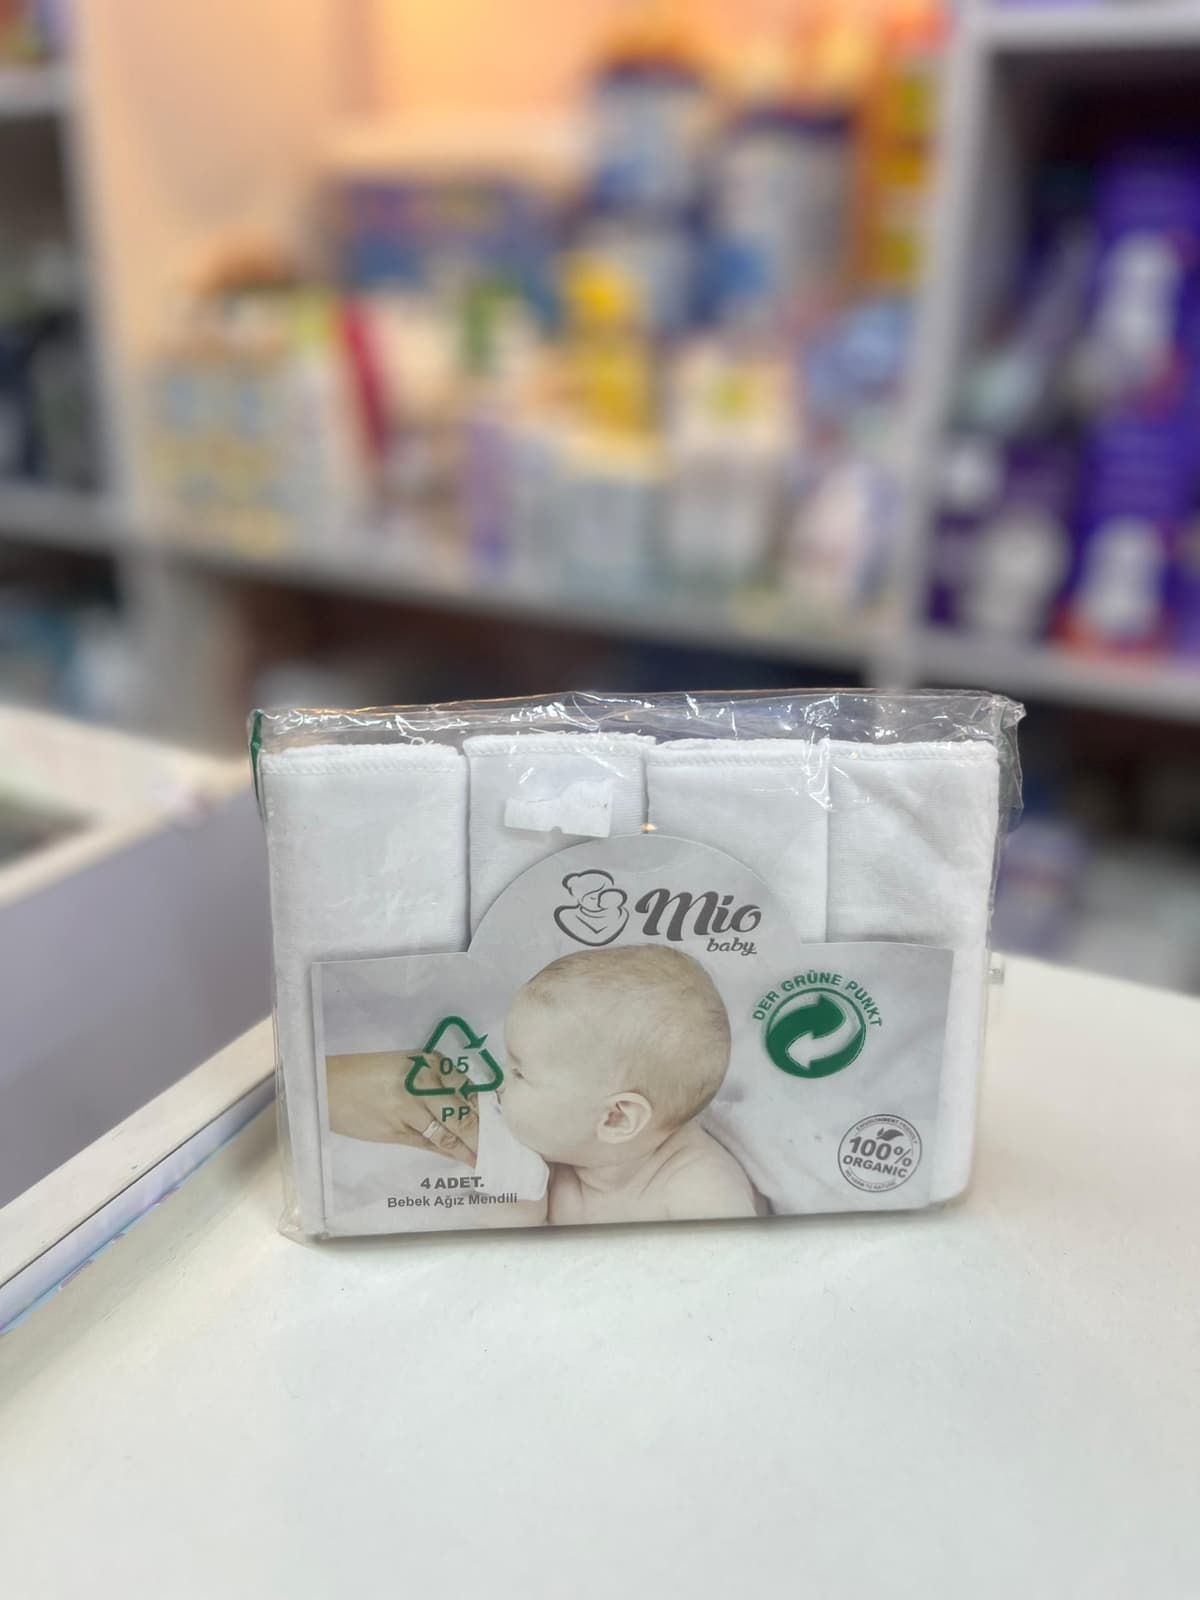 Mio
baby
DER GRÜNE PUNKT
05
PP
100%
ORGANIC
4 ADET.
Bebek Ağız Mendili